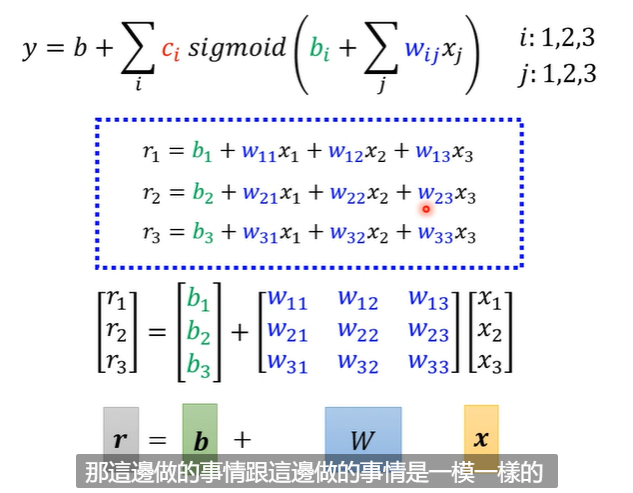 y = b + ∑_i c_i sigmoid ( b_i + ∑_j w_ij x_j )
i: 1,2,3
j: 1,2,3
r_1 = b_1 + w_11 x_1 + w_12 x_2 + w_13 x_3
r_2 = b_2 + w_21 x_1 + w_22 x_2 + w_23 x_3
r_3 = b_3 + w_31 x_1 + w_32 x_2 + w_33 x_3
[r_1] [b_1] [w_11 w_12 w_13] [x_1]
[r_2] = [b_2] + [w_21 w_22 w_23] [x_2]
[r_3] [b_3] [w_31 w_32 w_33] [x_3]
r = b + W x
那這邊做的事情跟這邊做的事情是一模一樣的